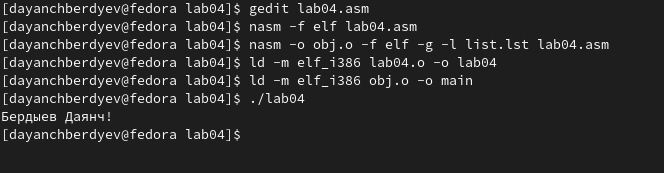 [dayanchberdyev@fedora lab04]$ gedit lab04.asm
[dayanchberdyev@fedora lab04]$ nasm -f elf lab04.asm
[dayanchberdyev@fedora lab04]$ nasm -o obj.o -f elf -g -l list.lst lab04.asm
[dayanchberdyev@fedora lab04]$ ld -m elf_i386 lab04.o -o lab04
[dayanchberdyev@fedora lab04]$ ld -m elf_i386 obj.o -o main
[dayanchberdyev@fedora lab04]$ ./lab04
Бердыев Даянч!
[dayanchberdyev@fedora lab04]$